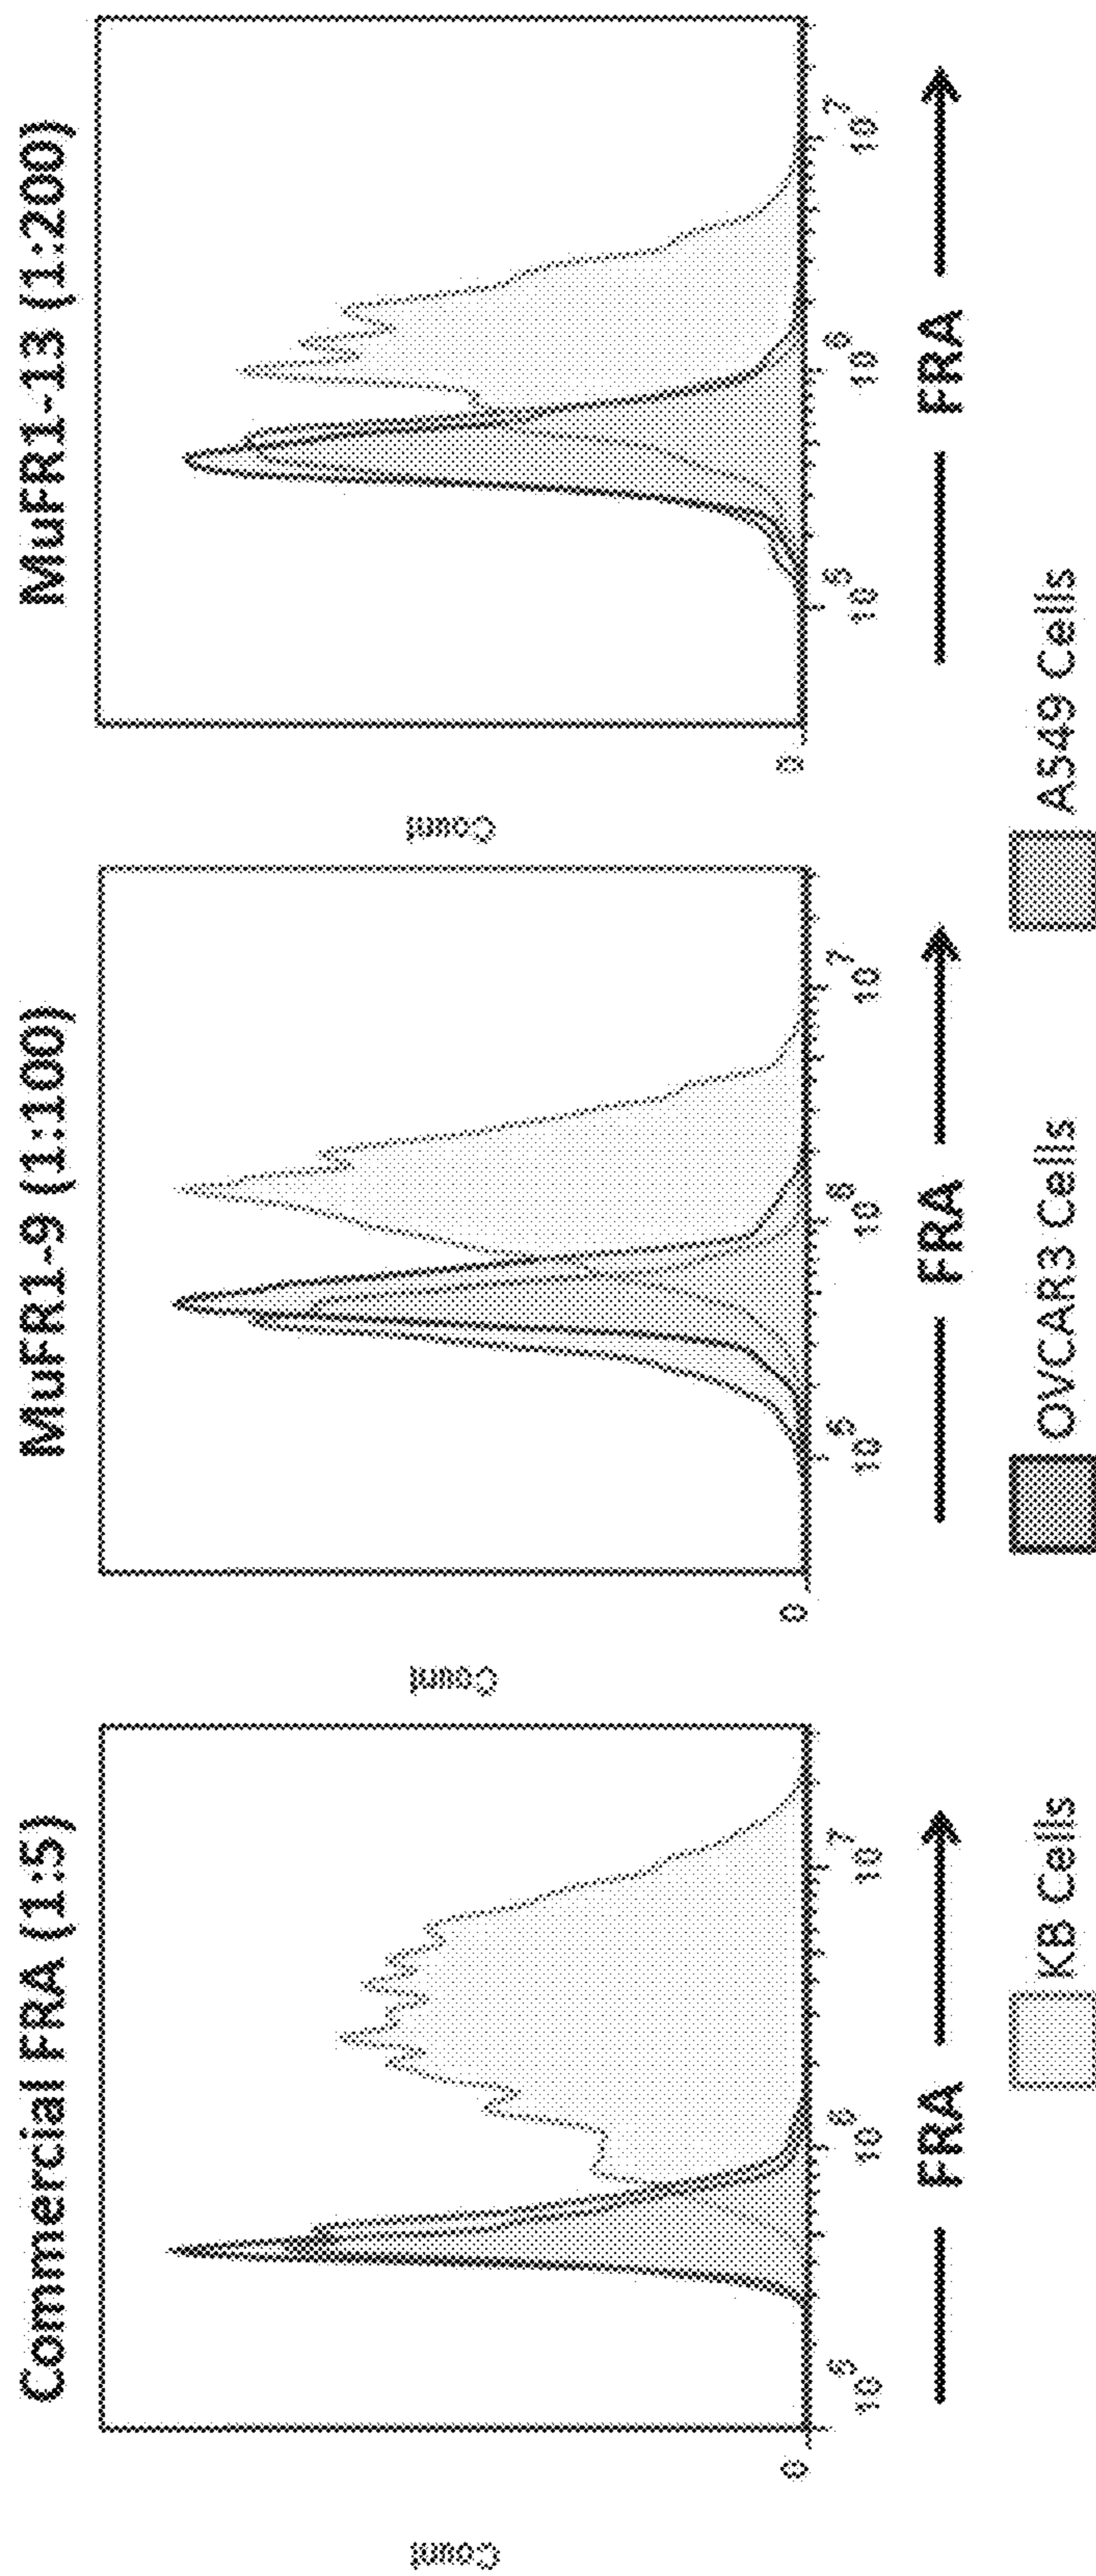 Commercial FRA (1:5)
Count
0
10^5
10^6
10^7
FRA
MuFR1-9 (1:100)
Count
0
10^5
10^6
10^7
FRA
MuFR1-13 (1:200)
Count
0
10^5
10^6
10^7
FRA
KB Cells
OVCAR3 Cells
A549 Cells